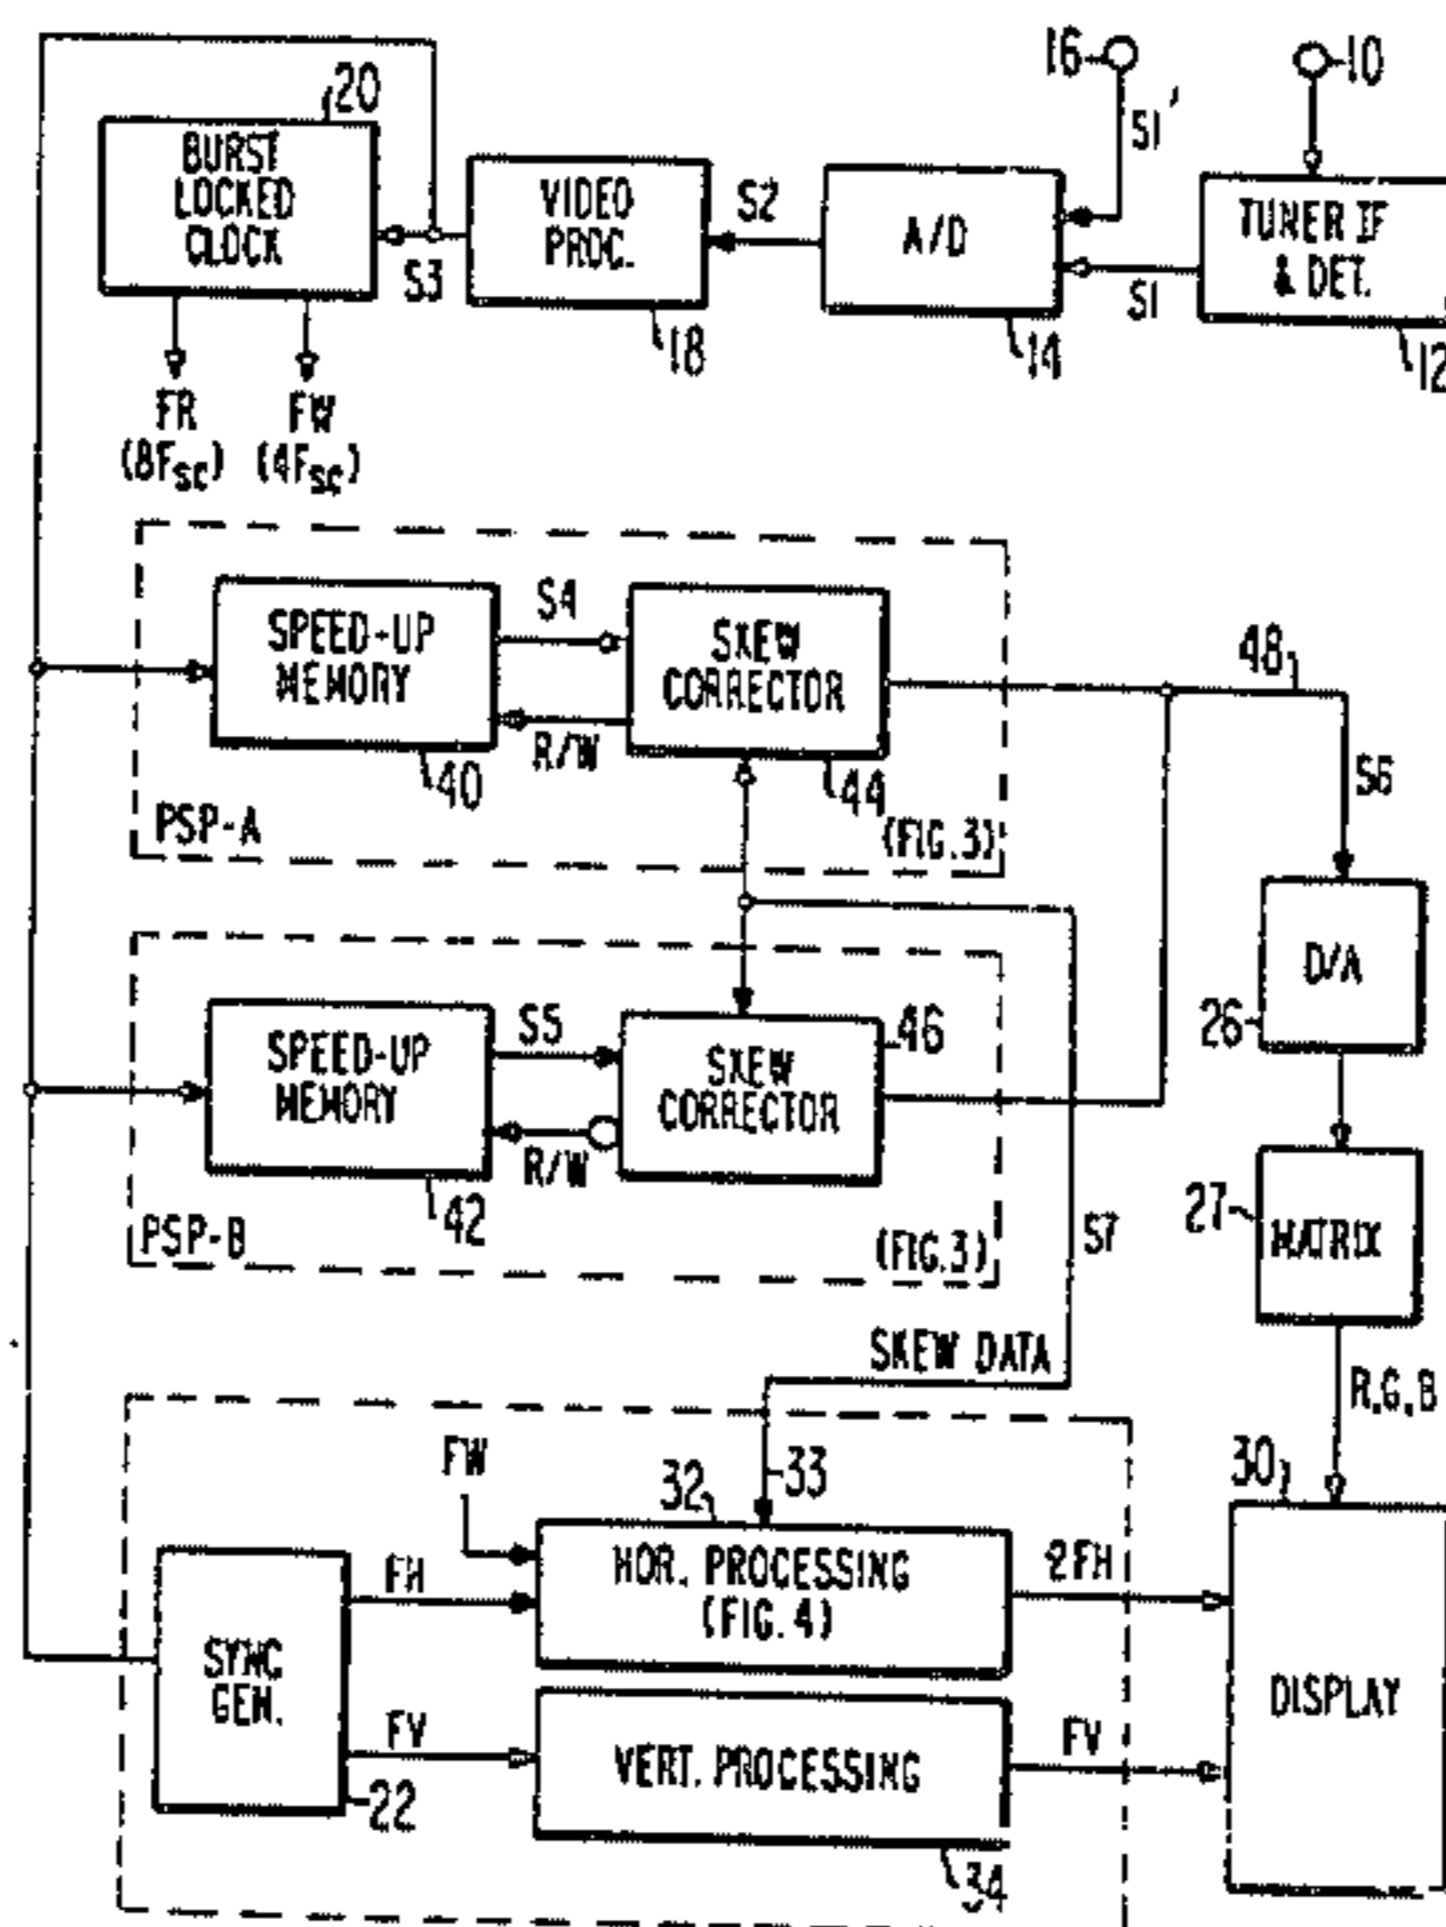 16
10
S1'
20
BURST
LOCKED
CLOCK
S3
VIDEO
PROC.
18
S2
A/D
14
S1
TUNER IF
& DET.
12
FR
(8FSC)
FW
(4FSC)
SPEED-UP
MEMORY
40
S4
R/W
SKEW
CORRECTOR
44
PSP-A
(FIG.3)
48
S6
D/A
26
SPEED-UP
MEMORY
42
S5
R/W
SKEW
CORRECTOR
46
PSP-B
(FIG.3)
S7
27
MATRIX
SKEW DATA
R.G.B
FW
32
33
30
HOR. PROCESSING
(FIG. 4)
FH
2FH
SYNC
GEN.
22
FV
VERT. PROCESSING
34
FV
DISPLAY